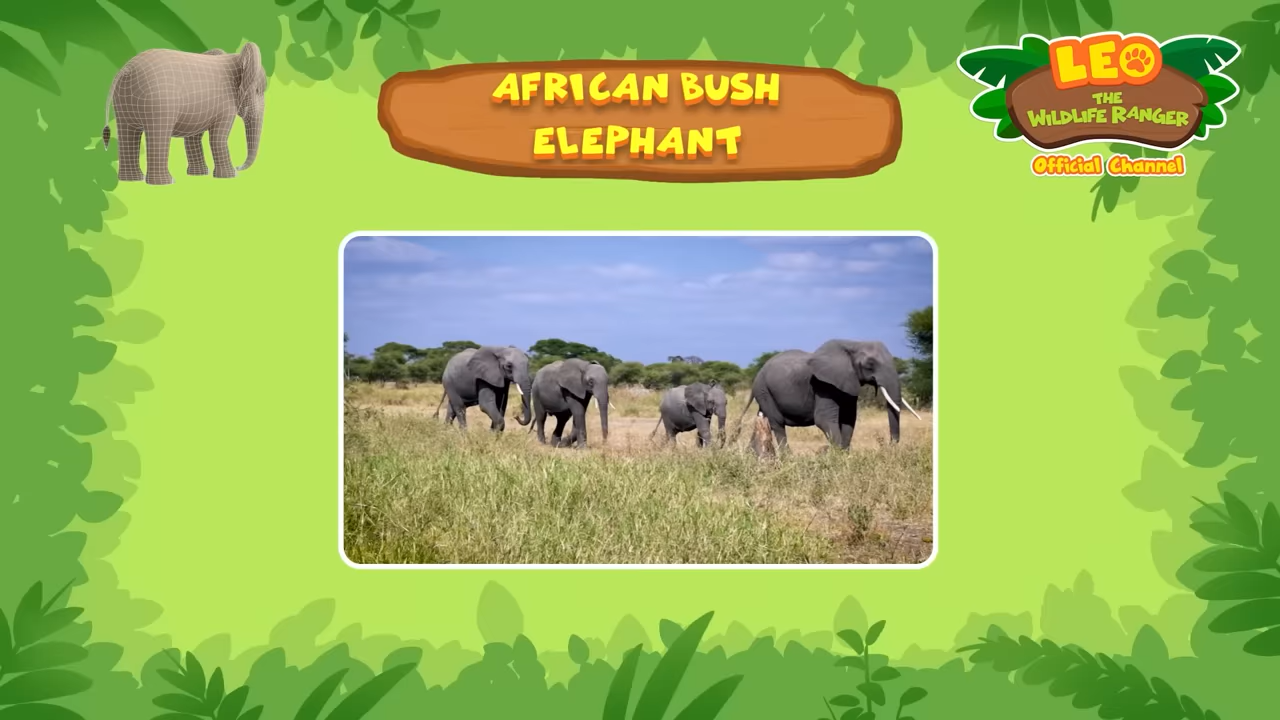 AFRICAN BUSH
ELEPHANT
LEO
THE
WILDLIFE RANGER
Official Channel